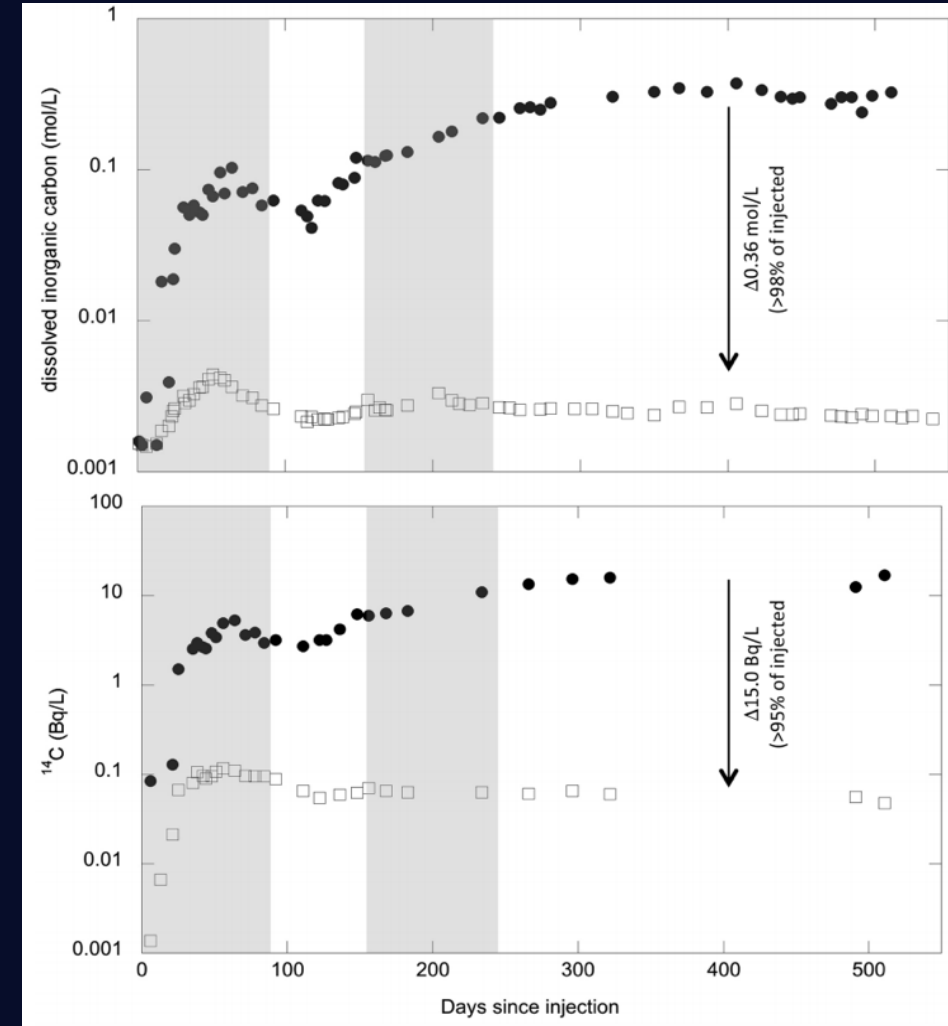 1
0.1
0.01
0.001
dissolved inorganic carbon (mol/L)
Δ0.36 mol/L
(>98% of injected)
100
10
1
0.1
0.01
0.001
¹⁴C (Bq/L)
Δ15.0 Bq/L
(>95% of injected)
0 100 200 300 400 500
Days since injection